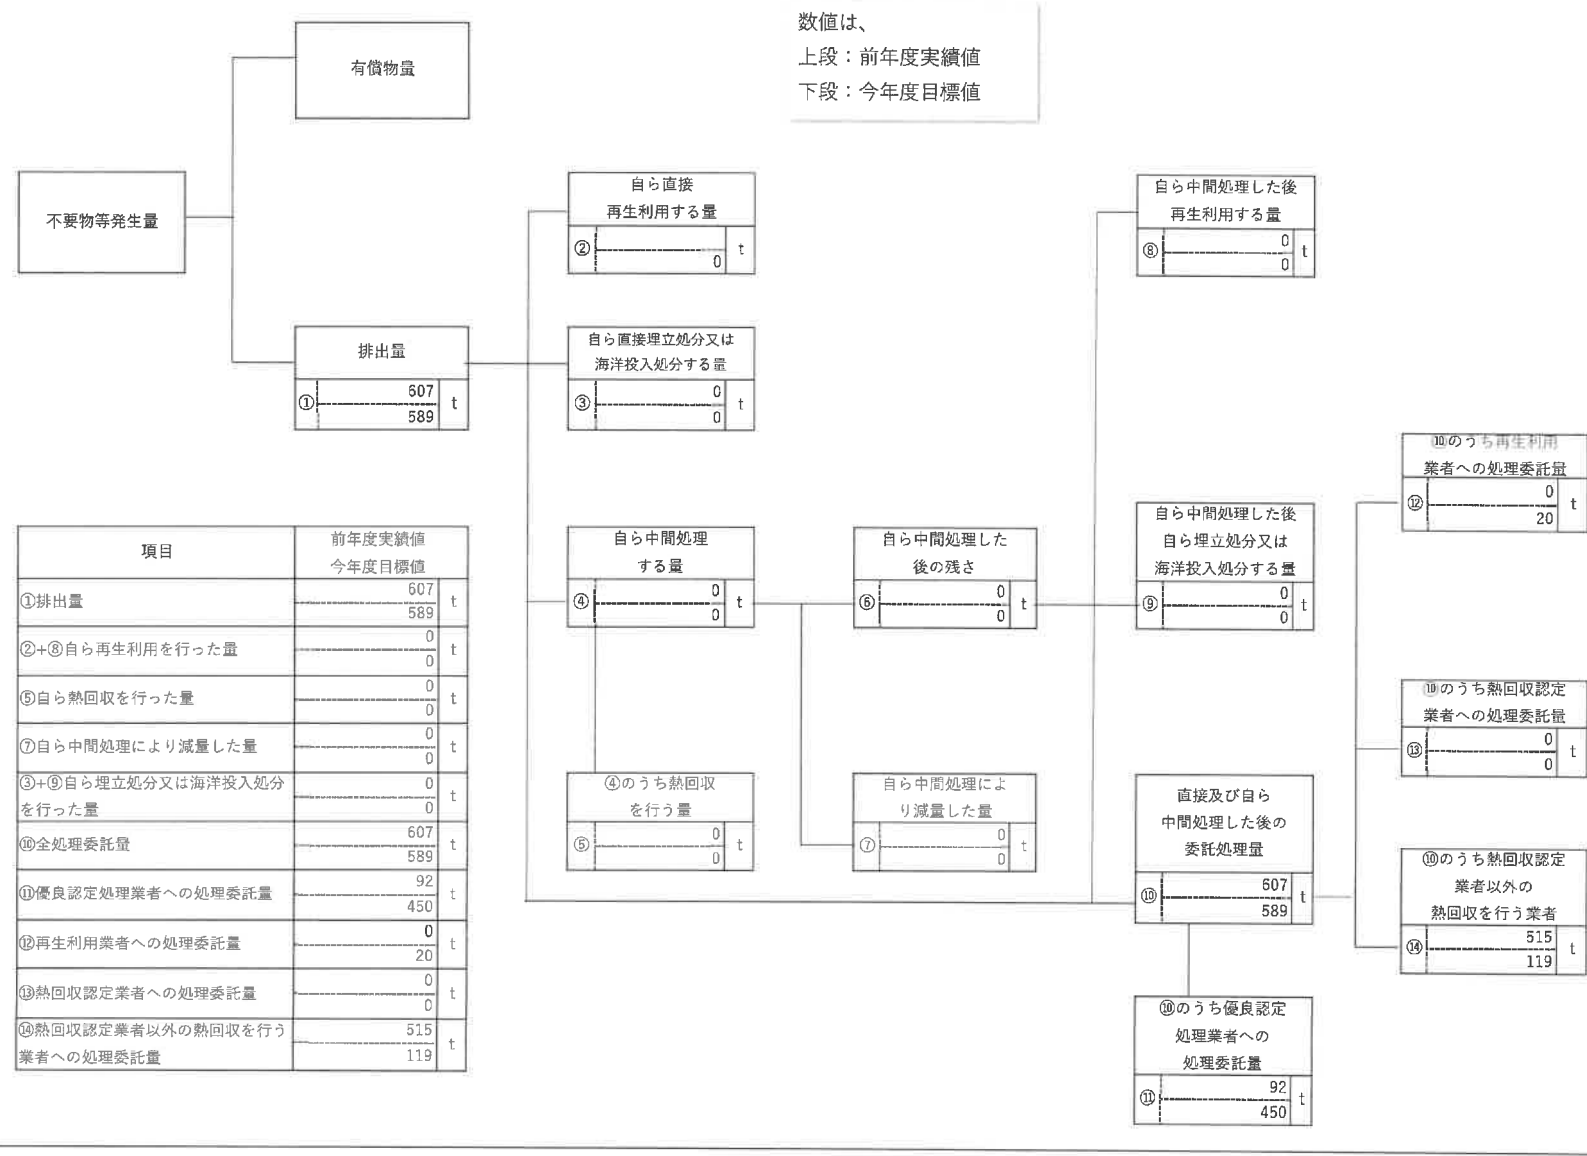 数値は、
上段：前年度実績値
下段：今年度目標値
有償物量
不要物等発生量
排出量
①
607
589
t
自ら直接
再生利用する量
②
0
t
自ら直接埋立処分又は
海洋投入処分する量
③
0
0
t
自ら中間処理
する量
④
0
0
t
④のうち熱回収
を行う量
⑤
0
0
t
自ら中間処理した
後の残さ
⑥
0
0
t
自ら中間処理によ
り減量した量
⑦
0
0
t
自ら中間処理した後
再生利用する量
⑧
0
0
t
自ら中間処理した後
自ら埋立処分又は
海洋投入処分する量
⑨
0
0
t
直接及び自ら
中間処理した後の
委託処理量
⑩
607
589
t
⑩のうち優良認定
処理業者への
処理委託量
⑪
92
450
t
⑩のうち再生利用
業者への処理委託量
⑫
0
20
t
⑩のうち熱回収認定
業者への処理委託量
⑬
0
0
t
⑩のうち熱回収認定
業者以外の
熱回収を行う業者
⑭
515
119
t
項目
前年度実績値
今年度目標値
①排出量
607
589
t
②+⑧自ら再生利用を行った量
0
0
t
⑤自ら熱回収を行った量
0
0
t
⑦自ら中間処理により減量した量
0
0
t
③+⑨自ら埋立処分又は海洋投入処分
を行った量
0
0
t
⑩全処理委託量
607
589
t
⑪優良認定処理業者への処理委託量
92
450
t
⑫再生利用業者への処理委託量
0
20
t
⑬熱回収認定業者への処理委託量
0
0
t
⑭熱回収認定業者以外の熱回収を行う
業者への処理委託量
515
119
t